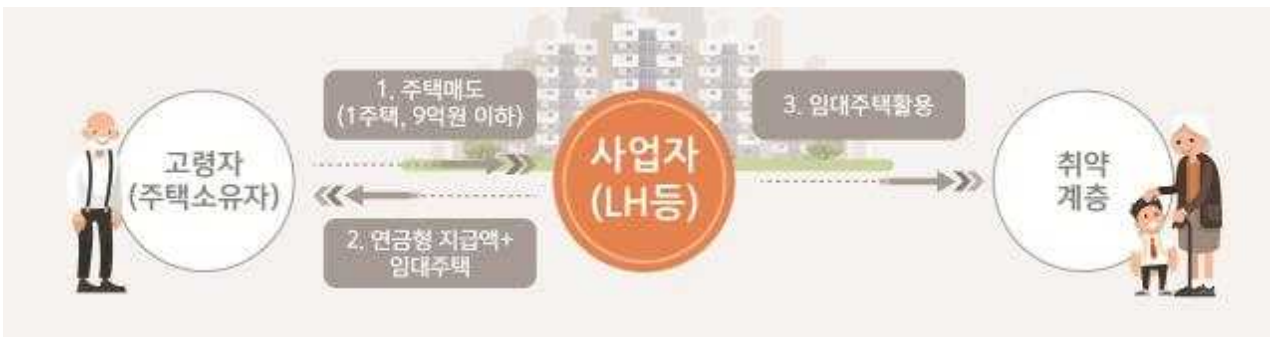 1. 주택매도
(1주택, 9억원 이하)
고령자
(주택소유자)
2. 연금형 지급액+
임대주택
사업자
(LH등)
3. 임대주택활용
취약
계층